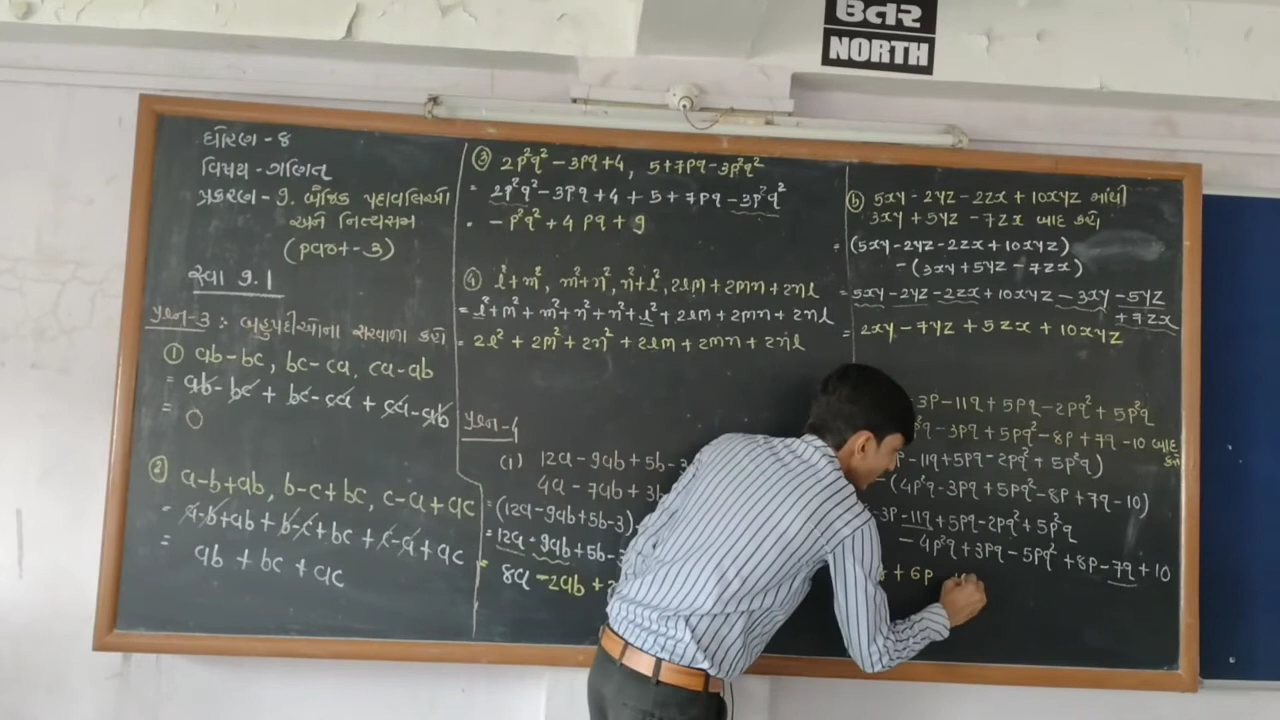 ઉત્તર
NORTH
ધોરણ - ૮
વિષય - ગણિત
પ્રકરણ - 9. બૈજિક પદાવલિઓ
અને નિત્યસમ
(પાર્ટ - 3)
સ્વા 9.1
પ્રશ્ન-3 : બહુપદીઓના સરવાળા કરો
① ab - bc, bc - ca, ca - ab
= ab - bc + bc - ca + ca - ab
= 0
② a-b+ab, b-c+bc, c-a+ac
= a-b+ab+b-c+bc+c-a+ac
= ab + bc + ac
③ 2p²q² - 3pq + 4, 5 + 7pq - 3p²q²
= 2p²q² - 3pq + 4 + 5 + 7pq - 3p²q²
= - p²q² + 4pq + 9
④ l²+m², m²+n², n²+l², 2lm + 2mn + 2nl
= l²+m²+m²+n²+n²+l²+2lm+2mn+2nl
= 2l² + 2m² + 2n² + 2lm + 2mn + 2nl
પ્રશ્ન-4
(1) 12a - 9ab + 5b - 3
4a - 7ab + 3b
= (12a - 9ab + 5b - 3)
= 12a - 9ab + 5b -
= 8a - 2ab +
b 5xy - 2yz - 2zx + 10xyz માંથી
3xy + 5yz - 7zx બાદ કરો
= (5xy - 2yz - 2zx + 10xyz)
- (3xy + 5yz - 7zx)
= 5xy - 2yz - 2zx + 10xyz - 3xy - 5yz
+ 7zx
= 2xy - 7yz + 5zx + 10xyz
3p - 11q + 5pq - 2pq² + 5p²q
²q - 3pq + 5pq² - 8p + 7q - 10 બાદ કરો
- 11q + 5pq - 2pq² + 5p²q)
- (4p²q - 3pq + 5pq² - 8p + 7q - 10)
- 3p - 11q + 5pq - 2pq² + 5p²q
- 4p²q + 3pq - 5pq² + 8p - 7q + 10
+ 6p